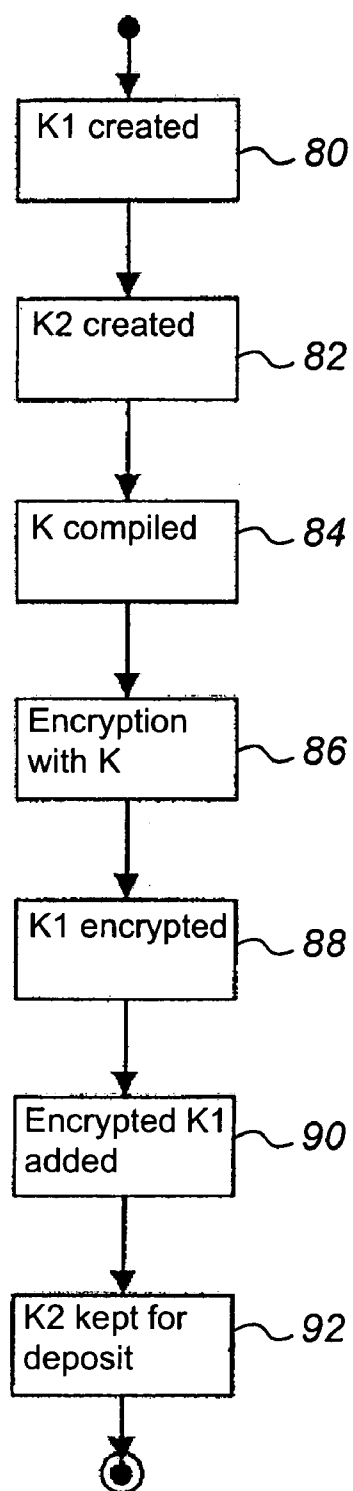 K1 created
80
K2 created
82
K compiled
84
Encryption
with K
86
K1 encrypted
88
Encrypted K1
added
90
K2 kept for
deposit
92